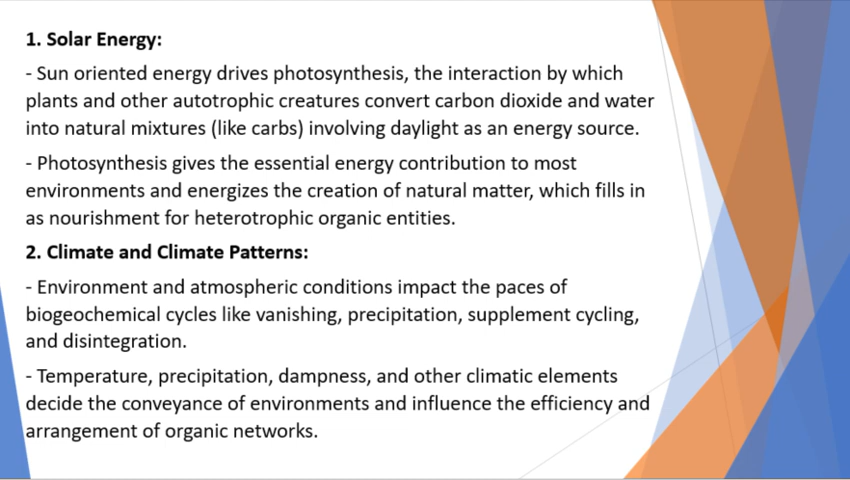 1. Solar Energy:
- Sun oriented energy drives photosynthesis, the interaction by which
plants and other autotrophic creatures convert carbon dioxide and water
into natural mixtures (like carbs) involving daylight as an energy source.
- Photosynthesis gives the essential energy contribution to most
environments and energizes the creation of natural matter, which fills in
as nourishment for heterotrophic organic entities.
2. Climate and Climate Patterns:
- Environment and atmospheric conditions impact the paces of
biogeochemical cycles like vanishing, precipitation, supplement cycling,
and disintegration.
- Temperature, precipitation, dampness, and other climatic elements
decide the conveyance of environments and influence the efficiency and
arrangement of organic networks.